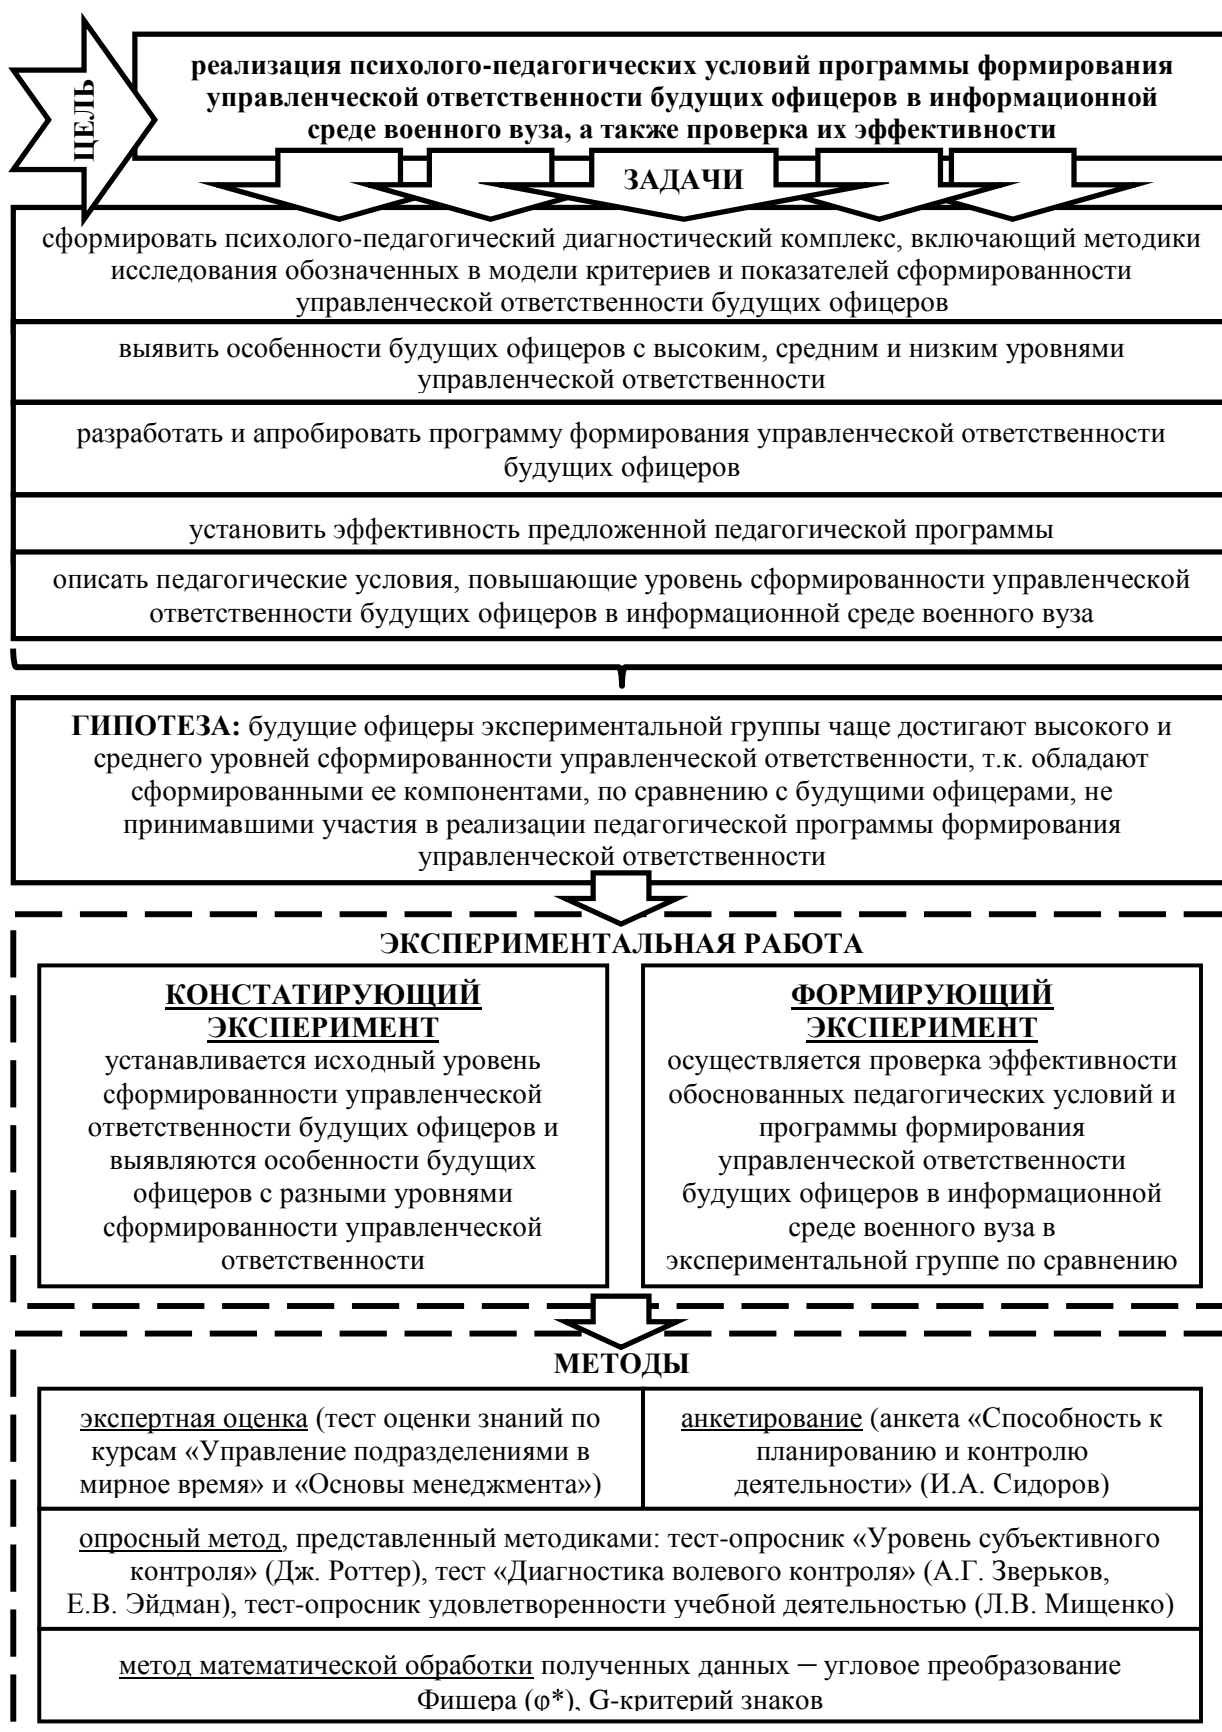 ЦЕЛЬ
реализация психолого-педагогических условий программы формирования
управленческой ответственности будущих офицеров в информационной
среде военного вуза, а также проверка их эффективности
ЗАДАЧИ
сформировать психолого-педагогический диагностический комплекс, включающий методики
исследования обозначенных в модели критериев и показателей сформированности
управленческой ответственности будущих офицеров
выявить особенности будущих офицеров с высоким, средним и низким уровнями
управленческой ответственности
разработать и апробировать программу формирования управленческой ответственности
будущих офицеров
установить эффективность предложенной педагогической программы
описать педагогические условия, повышающие уровень сформированности управленческой
ответственности будущих офицеров в информационной среде военного вуза
ГИПОТЕЗА: будущие офицеры экспериментальной группы чаще достигают высокого и
среднего уровней сформированности управленческой ответственности, т.к. обладают
сформированными ее компонентами, по сравнению с будущими офицерами, не
принимавшими участия в реализации педагогической программы формирования
управленческой ответственности
ЭКСПЕРИМЕНТАЛЬНАЯ РАБОТА
КОНСТАТИРУЮЩИЙ
ЭКСПЕРИМЕНТ
устанавливается исходный уровень
сформированности управленческой
ответственности будущих офицеров и
выявляются особенности будущих
офицеров с разными уровнями
сформированности управленческой
ответственности
ФОРМИРУЮЩИЙ
ЭКСПЕРИМЕНТ
осуществляется проверка эффективности
обоснованных педагогических условий и
программы формирования
управленческой ответственности
будущих офицеров в информационной
среде военного вуза в
экспериментальной группе по сравнению
МЕТОДЫ
экспертная оценка (тест оценки знаний по
курсам «Управление подразделениями в
мирное время» и «Основы менеджмента»)
анкетирование (анкета «Способность к
планированию и контролю
деятельности» (И.А. Сидоров)
опросный метод, представленный методиками: тест-опросник «Уровень субъективного
контроля» (Дж. Роттер), тест «Диагностика волевого контроля» (А.Г. Зверьков,
Е.В. Эйдман), тест-опросник удовлетворенности учебной деятельностью (Л.В. Мищенко)
метод математической обработки полученных данных – угловое преобразование
Фишера (φ*), G-критерий знаков